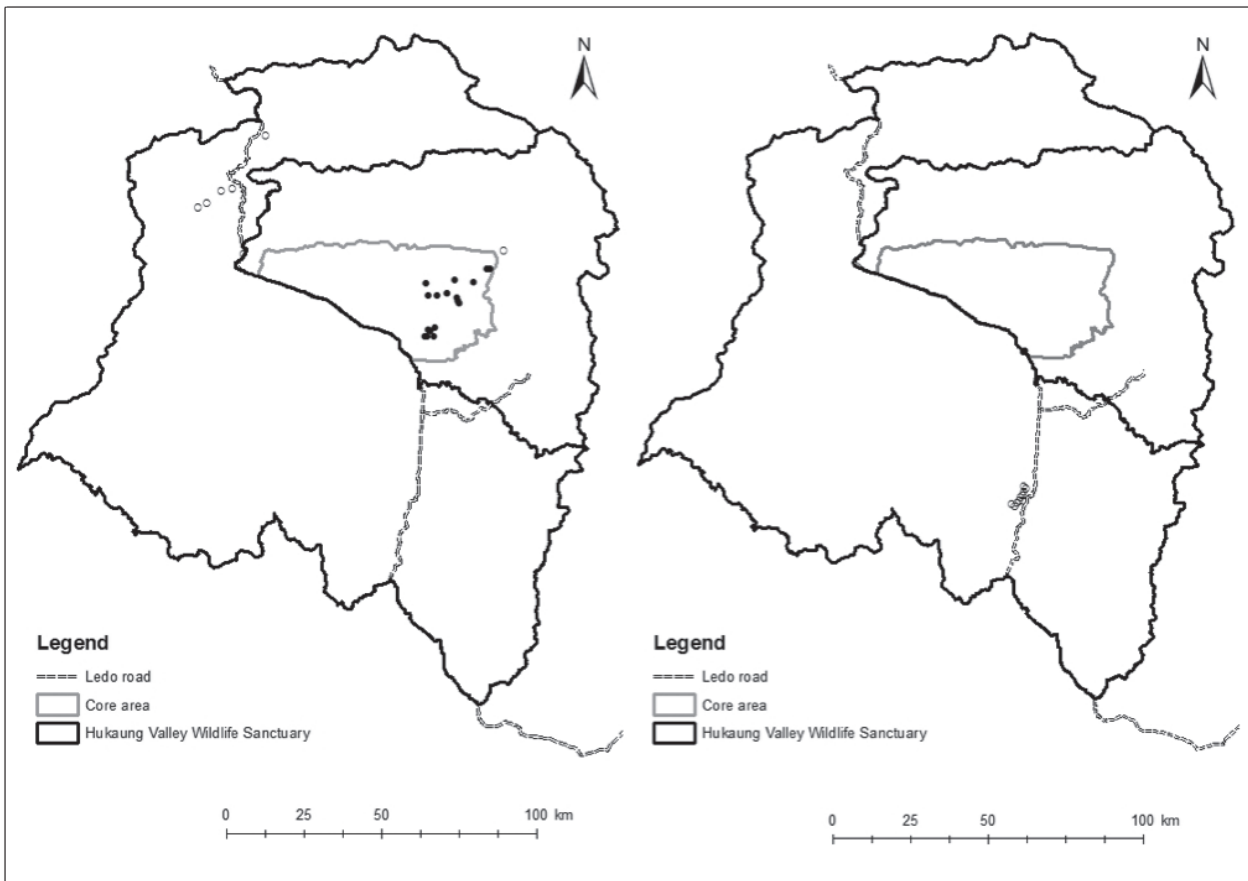 N
Legend
Ledo road
Core area
Hukaung Valley Wildlife Sanctuary
0 25 50 100 km
N
Legend
Ledo road
Core area
Hukaung Valley Wildlife Sanctuary
0 25 50 100 km